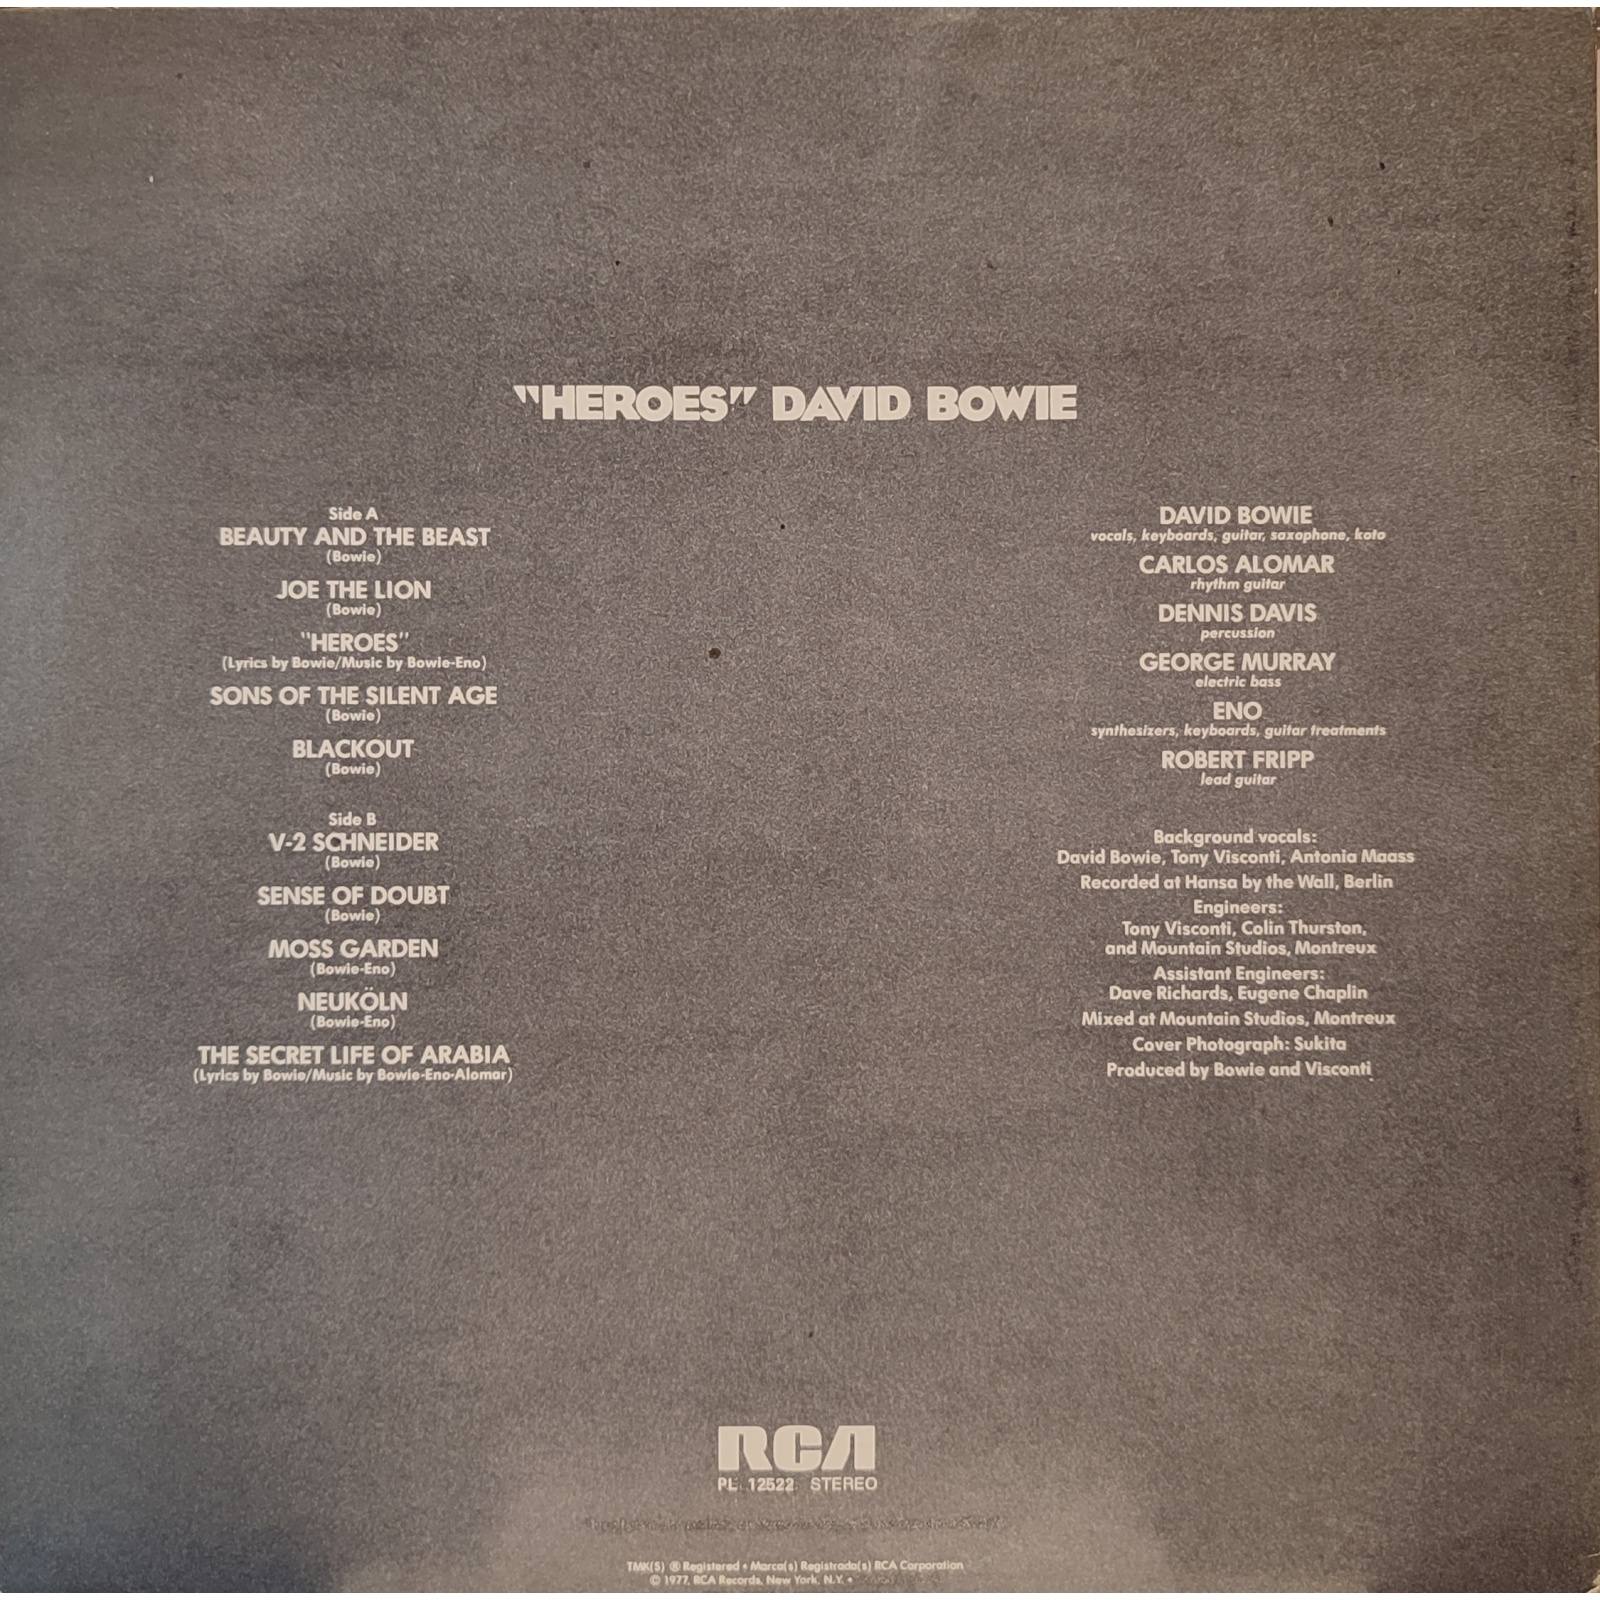 "HEROES" DAVID BOWIE
Side A
BEAUTY AND THE BEAST
(Bowie)
JOE THE LION
(Bowie)
"HEROES"
(Lyrics by Bowie/Music by Bowie-Eno)
SONS OF THE SILENT AGE
(Bowie)
BLACKOUT
(Bowie)
Side B
V-2 SCHNEIDER
(Bowie)
SENSE OF DOUBT
(Bowie)
MOSS GARDEN
(Bowie-Eno)
NEUKÖLN
(Bowie-Eno)
THE SECRET LIFE OF ARABIA
(Lyrics by Bowie/Music by Bowie-Eno-Alomar)
DAVID BOWIE
vocals, keyboards, guitar, saxophone, koto
CARLOS ALOMAR
rhythm guitar
DENNIS DAVIS
percussion
GEORGE MURRAY
electric bass
ENO
synthesizers, keyboards, guitar treatments
ROBERT FRIPP
lead guitar
Background vocals:
David Bowie, Tony Visconti, Antonia Maass
Recorded at Hansa by the Wall, Berlin
Engineers:
Tony Visconti, Colin Thurston,
and Mountain Studios, Montreux
Assistant Engineers:
Dave Richards, Eugene Chaplin
Mixed at Mountain Studios, Montreux
Cover Photograph: Sukita
Produced by Bowie and Visconti
RCA
PL 12522 STEREO
TMK(S) ® Registered • Marca(s) Registrada(s) RCA Corporation
© 1977, RCA Records, New York, N.Y. •